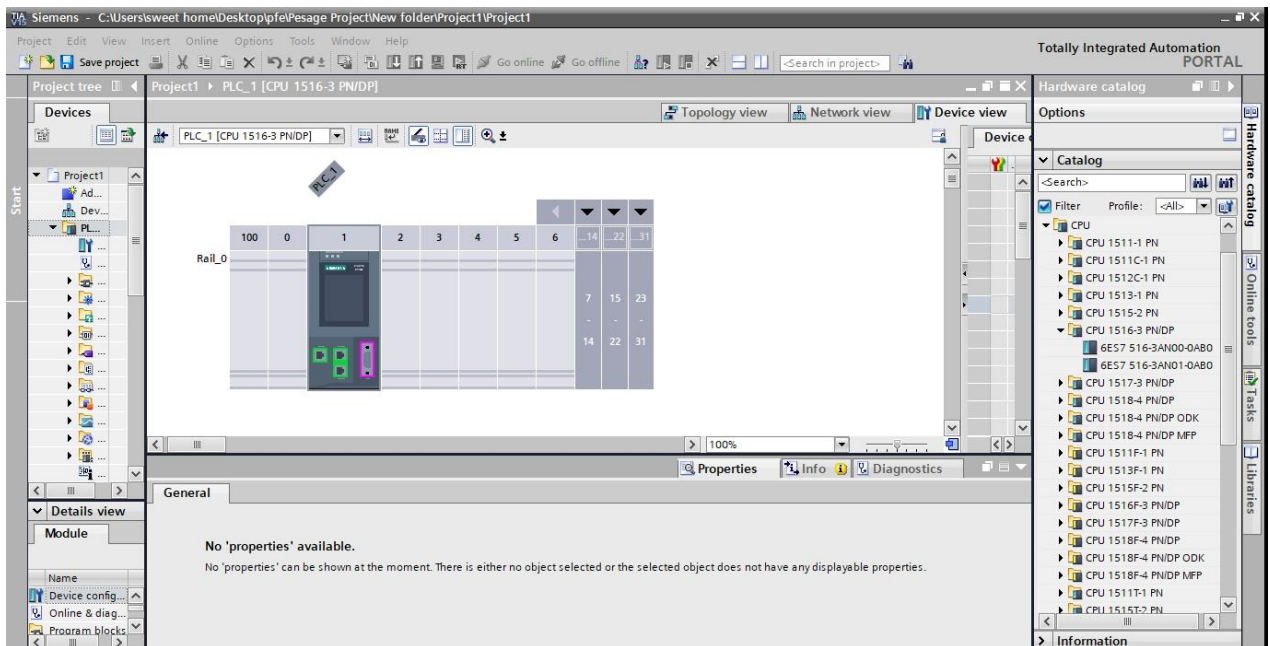 Siemens - C:\Users\sweet home\Desktop\pfe\Pesage Project\New folder\Project1\Project1
Project Edit View Insert Online Options Tools Window Help
Totally Integrated Automation
PORTAL
Save project Go online Go offline <Search in project>
Project tree
Project1 ▸ PLC_1 [CPU 1516-3 PN/DP]
Hardware catalog
Devices
Topology view Network view Device view
Options
PLC_1 [CPU 1516-3 PN/DP]
Device
Start
Project1
Ad...
Dev...
PL...
...
...
...
...
...
...
...
...
...
...
...
...
...
...
PLC_1
100 0 1 2 3 4 5 6 ...14 ...22 ...31
Rail_0
SIEMENS
7 15 23
- - -
14 22 31
100%
Catalog
<Search>
Filter Profile: <All>
CPU
CPU 1511-1 PN
CPU 1511C-1 PN
CPU 1512C-1 PN
CPU 1513-1 PN
CPU 1515-2 PN
CPU 1516-3 PN/DP
6ES7 516-3AN00-0AB0
6ES7 516-3AN01-0AB0
CPU 1517-3 PN/DP
CPU 1518-4 PN/DP
CPU 1518-4 PN/DP ODK
CPU 1518-4 PN/DP MFP
CPU 1511F-1 PN
CPU 1513F-1 PN
CPU 1515F-2 PN
CPU 1516F-3 PN/DP
CPU 1517F-3 PN/DP
CPU 1518F-4 PN/DP
CPU 1518F-4 PN/DP ODK
CPU 1518F-4 PN/DP MFP
CPU 1511T-1 PN
CPU 1515T-2 PN
Information
Hardware catalog
Online tools
Tasks
Libraries
Properties Info Diagnostics
General
No 'properties' available.
No 'properties' can be shown at the moment. There is either no object selected or the selected object does not have any displayable properties.
Details view
Module
Name
Device config...
Online & diag...
Program blocks